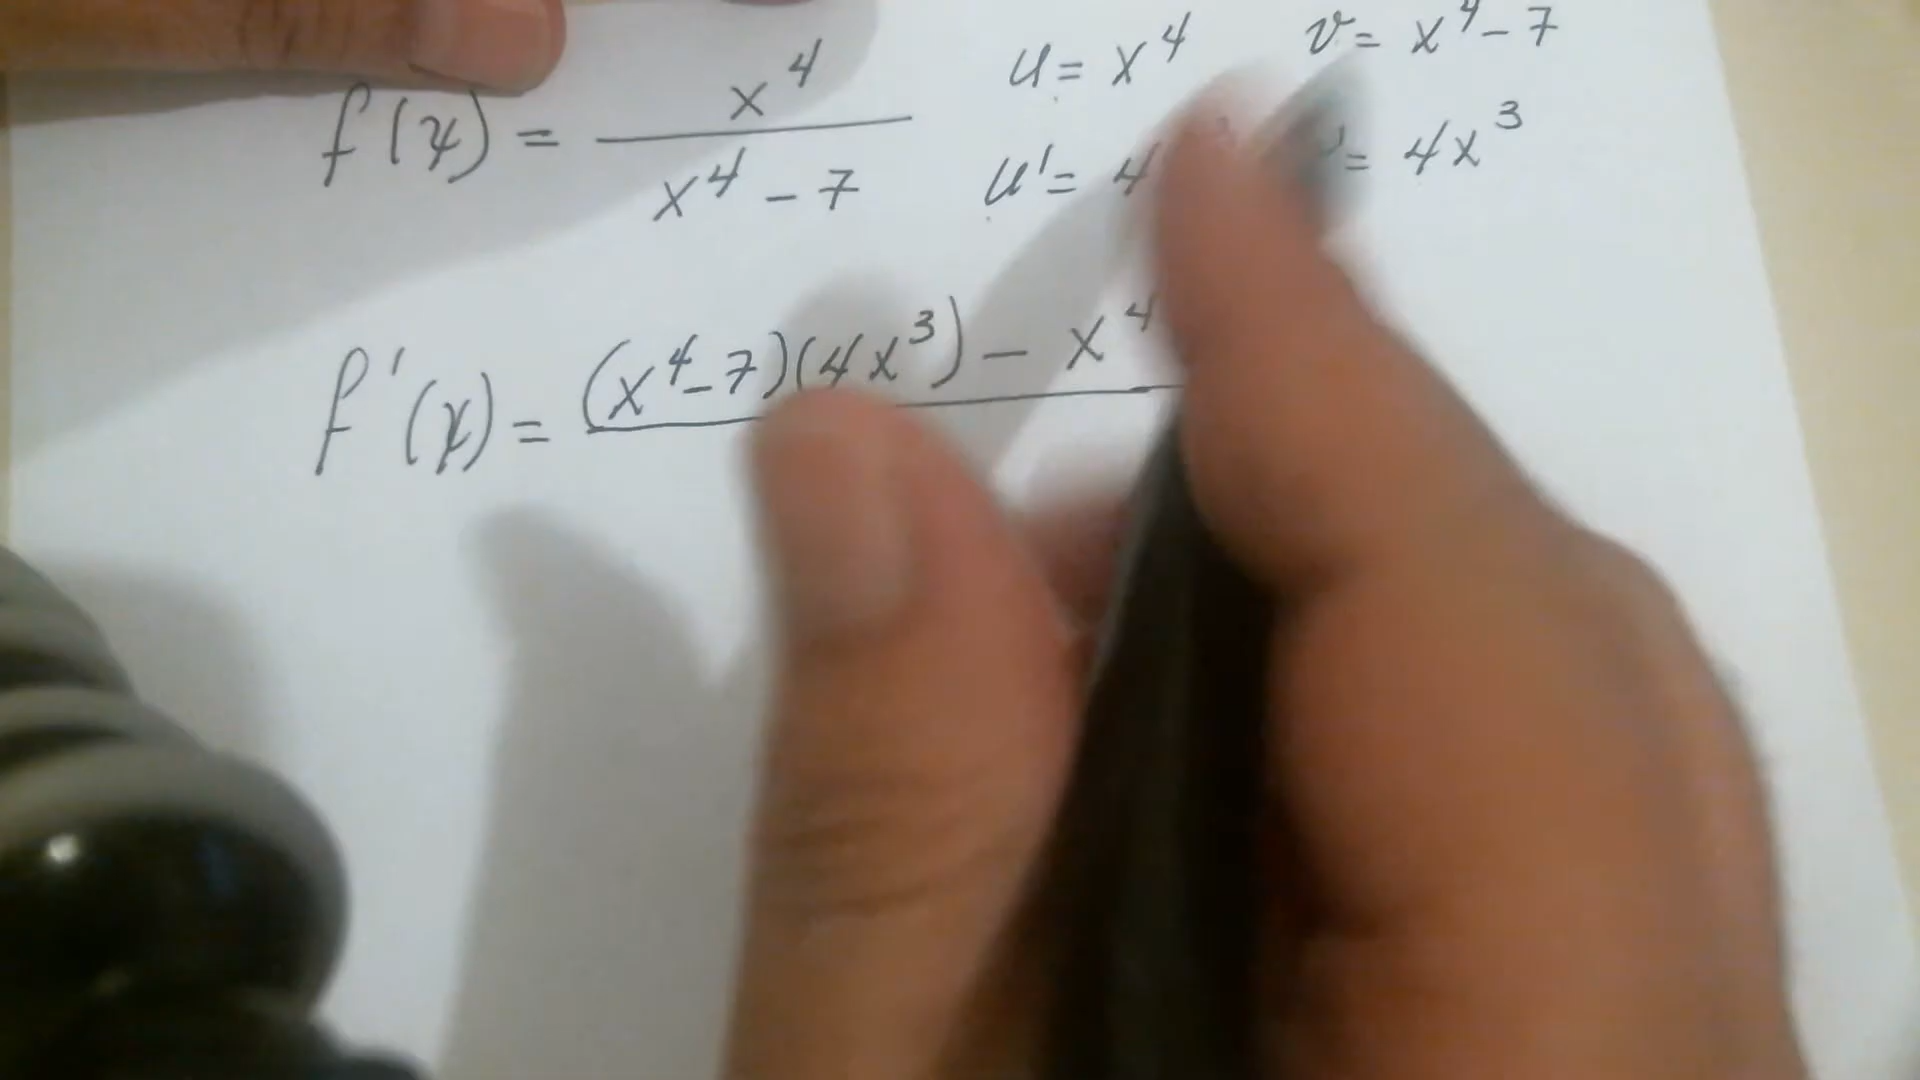 f(x) = x^4 / (x^4 - 7) u = x^4 v = x^4 - 7
u' = 4 ' = 4x^3
f'(x) = (x^4 - 7)(4x^3) - x^4